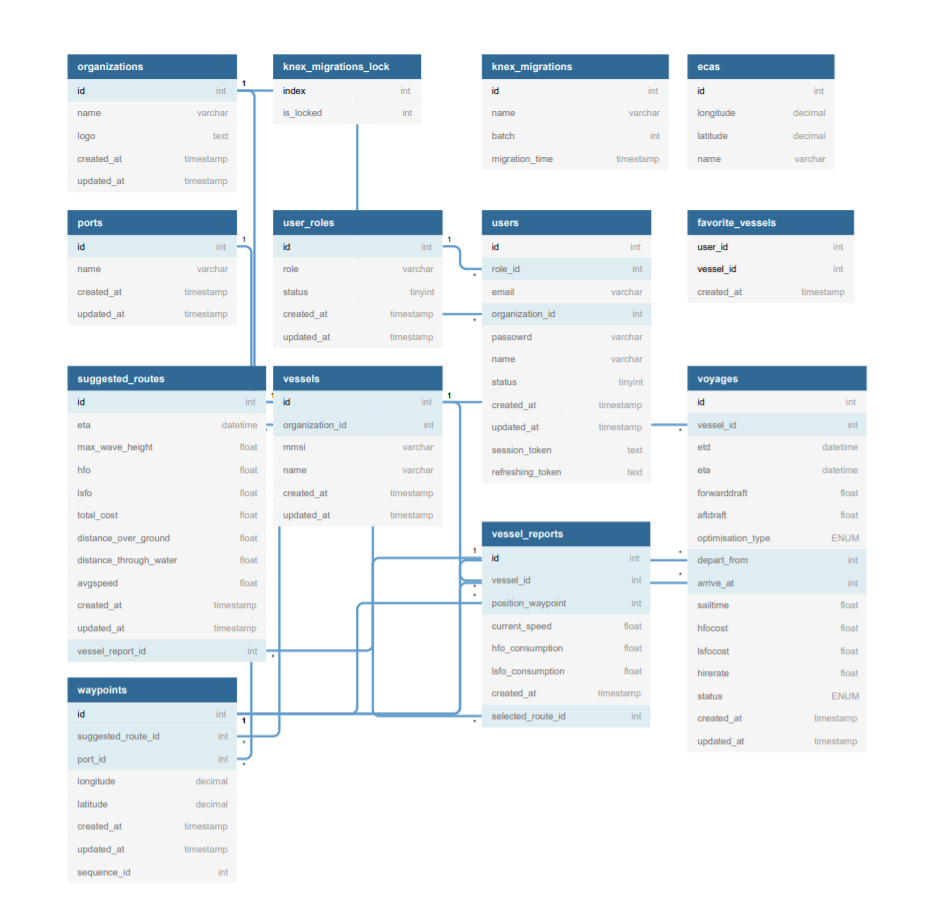 organizations
id int
name varchar
logo text
created_at timestamp
updated_at timestamp
knex_migrations_lock
index int
is_locked int
knex_migrations
id int
name varchar
batch int
migration_time timestamp
ecas
id int
longitude decimal
latitude decimal
name varchar
ports
id int
name varchar
created_at timestamp
updated_at timestamp
user_roles
id int
role varchar
status tinyint
created_at timestamp
updated_at timestamp
users
id int
role_id int
email varchar
organization_id int
passowrd varchar
name varchar
status tinyint
created_at timestamp
updated_at timestamp
session_token text
refreshing_token text
favorite_vessels
user_id int
vessel_id int
created_at timestamp
suggested_routes
id int
eta datetime
max_wave_height float
hfo float
lsfo float
total_cost float
distance_over_ground float
distance_through_water float
avgspeed float
created_at timestamp
updated_at timestamp
vessel_report_id int
vessels
id int
organization_id int
mmsi varchar
name varchar
created_at timestamp
updated_at timestamp
vessel_reports
id int
vessel_id int
position_waypoint int
current_speed float
hfo_consumption float
lsfo_consumption float
created_at timestamp
selected_route_id int
voyages
id int
vessel_id int
etd datetime
eta datetime
forwarddraft float
aftdraft float
optimisation_type ENUM
depart_from int
arrive_at int
sailtime float
hfocost float
lsfocost float
hirerate float
status ENUM
created_at timestamp
updated_at timestamp
waypoints
id int
suggested_route_id int
port_id int
longitude decimal
latitude decimal
created_at timestamp
updated_at timestamp
sequence_id int
1
1
1
*
*
1
1
*
*
1
*
*
*
*
*
1
*
*
*